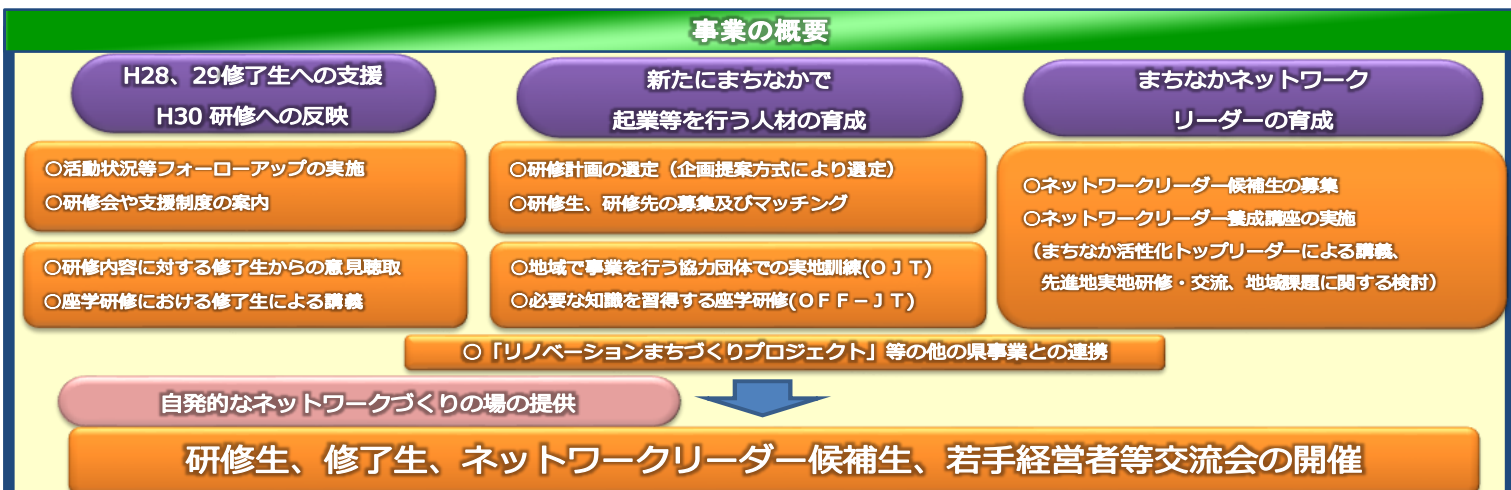 事業の概要
H28、29修了生への支援
H30 研修への反映
○活動状況等フォーローアップの実施
○研修会や支援制度の案内
○研修内容に対する修了生からの意見聴取
○座学研修における修了生による講義
新たにまちなかで
起業等を行う人材の育成
○研修計画の選定（企画提案方式により選定）
○研修生、研修先の募集及びマッチング
○地域で事業を行う協力団体での実地訓練(ＯＪＴ)
○必要な知識を習得する座学研修(ＯＦＦ－ＪＴ)
まちなかネットワーク
リーダーの育成
○ネットワークリーダー候補生の募集
○ネットワークリーダー養成講座の実施
（まちなか活性化トップリーダーによる講義、
先進地実地研修・交流、地域課題に関する検討）
○「リノベーションまちづくりプロジェクト」等の他の県事業との連携
自発的なネットワークづくりの場の提供
研修生、修了生、ネットワークリーダー候補生、若手経営者等交流会の開催